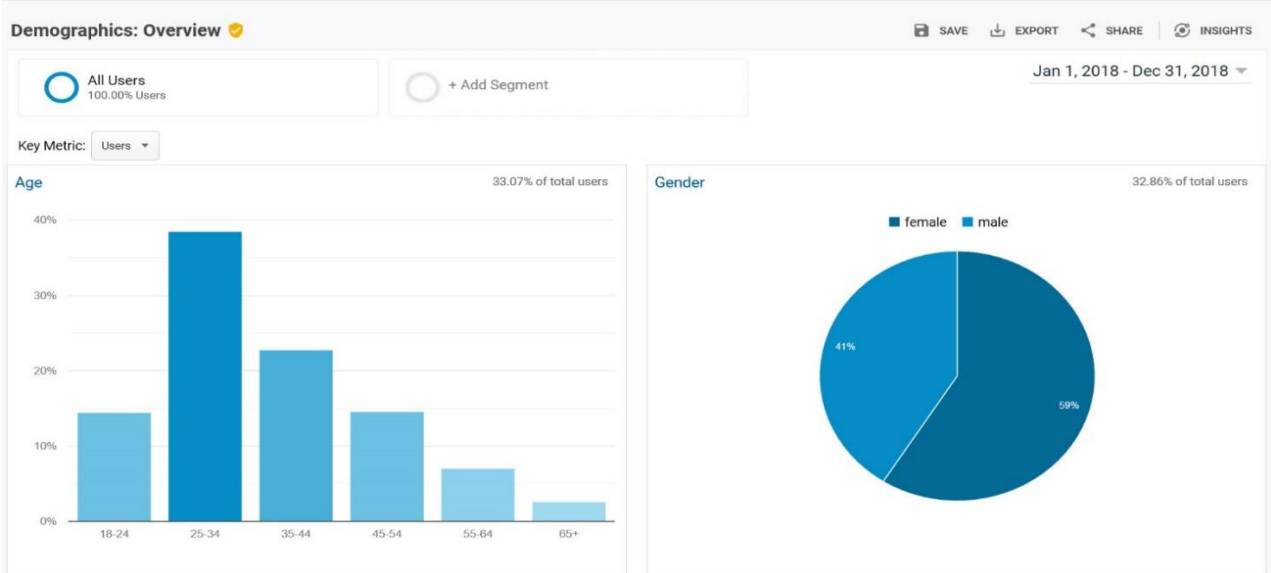 Demographics: Overview
SAVE
EXPORT
SHARE
INSIGHTS
All Users
100.00% Users
+ Add Segment
Jan 1, 2018 - Dec 31, 2018
Key Metric: Users
Age
33.07% of total users
40%
30%
20%
10%
0%
18-24 25-34 35-44 45-54 55-64 65+
Gender
32.86% of total users
female male
41%
59%